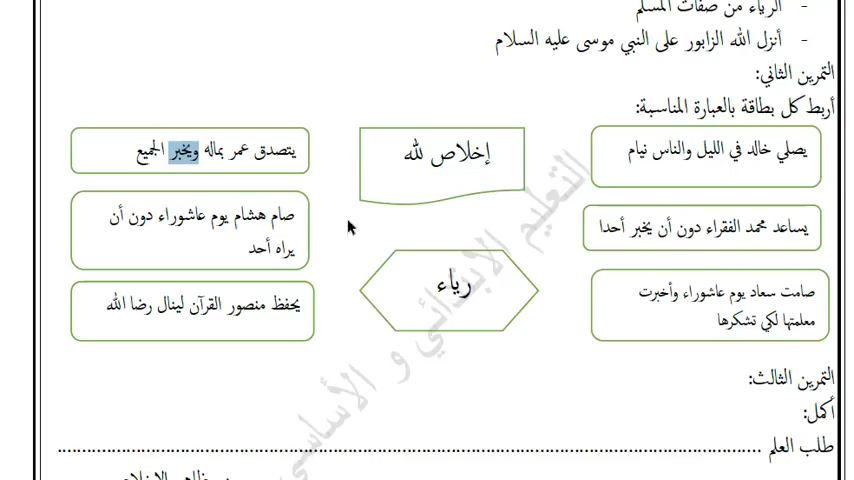 - الرياء من صفات المسلم
- أنزل الله الزابور على النبي موسى عليه السلام
التمرين الثاني:
أربط كل بطاقة بالعبارة المناسبة:
يصلي خالد في الليل والناس نيام
إخلاص لله
يتصدق عمر بماله ويخبر الجميع
يساعد محمد الفقراء دون أن يخبر أحدا
صام هشام يوم عاشوراء دون أن
يراه أحد
رياء
صامت سعاد يوم عاشوراء وأخبرت
معلمتها لكي تشكرها
يحفظ منصور القرآن لينال رضا الله
التمرين الثالث:
أكمل:
طلب العلم ........................................................................
التعليم الابتدائي و الأساسي